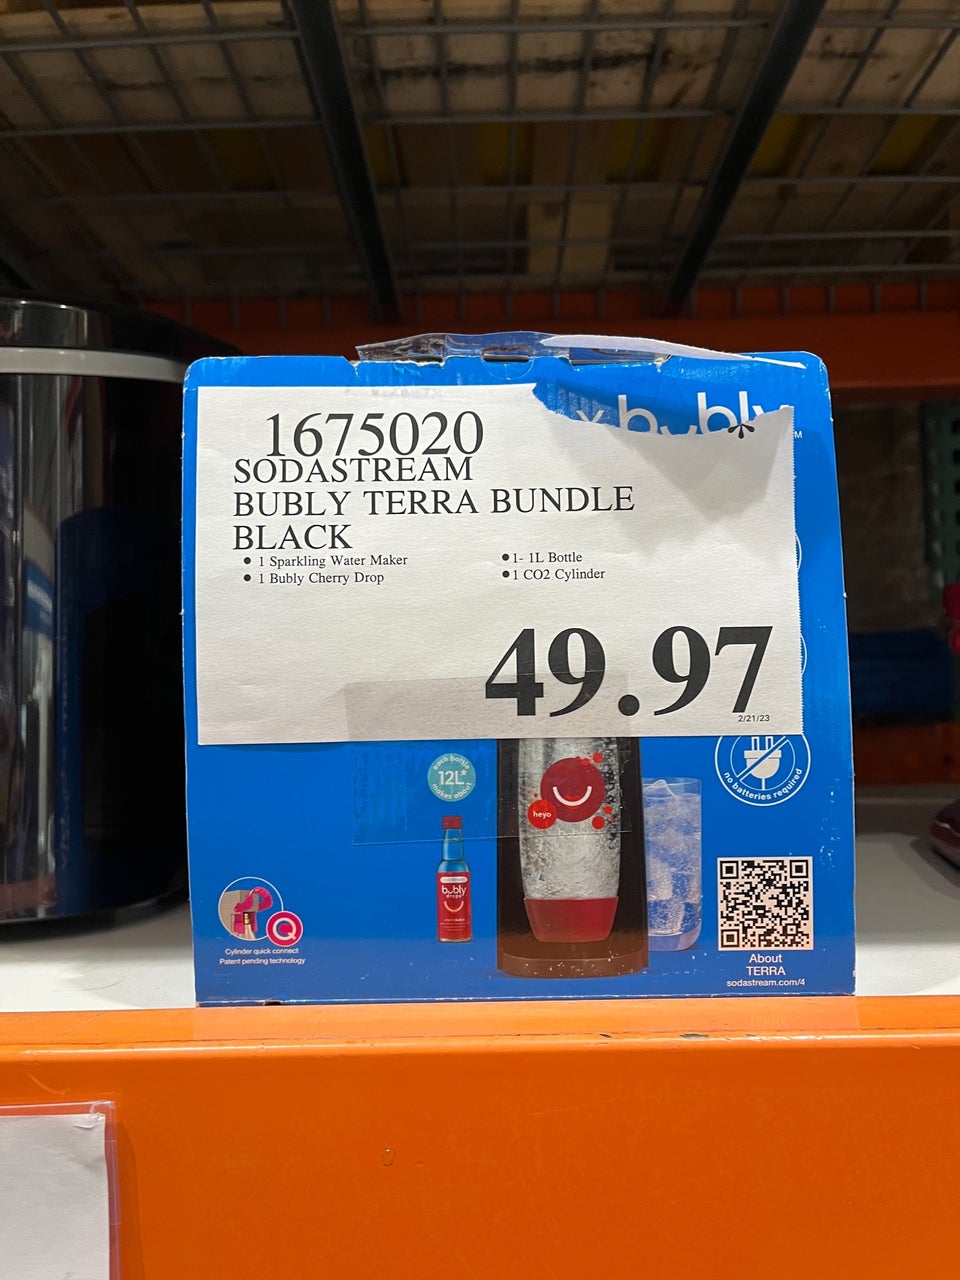 1675020
SODASTREAM
BUBLY TERRA BUNDLE
BLACK
• 1 Sparkling Water Maker
• 1 Bubly Cherry Drop
• 1- 1L Bottle
• 1 CO2 Cylinder
49.97
2/21/23
x bubly
each bottle
12L*
makes about
heyo
bubly
drops
no batteries required
Q
Cylinder quick connect
Patent pending technology
About
TERRA
sodastream.com/4